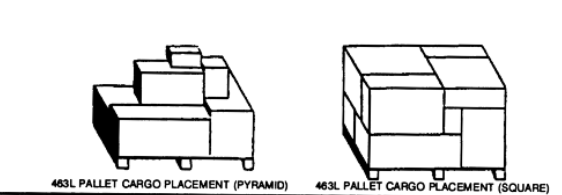 463L PALLET CARGO PLACEMENT (PYRAMID)
463L PALLET CARGO PLACEMENT (SQUARE)